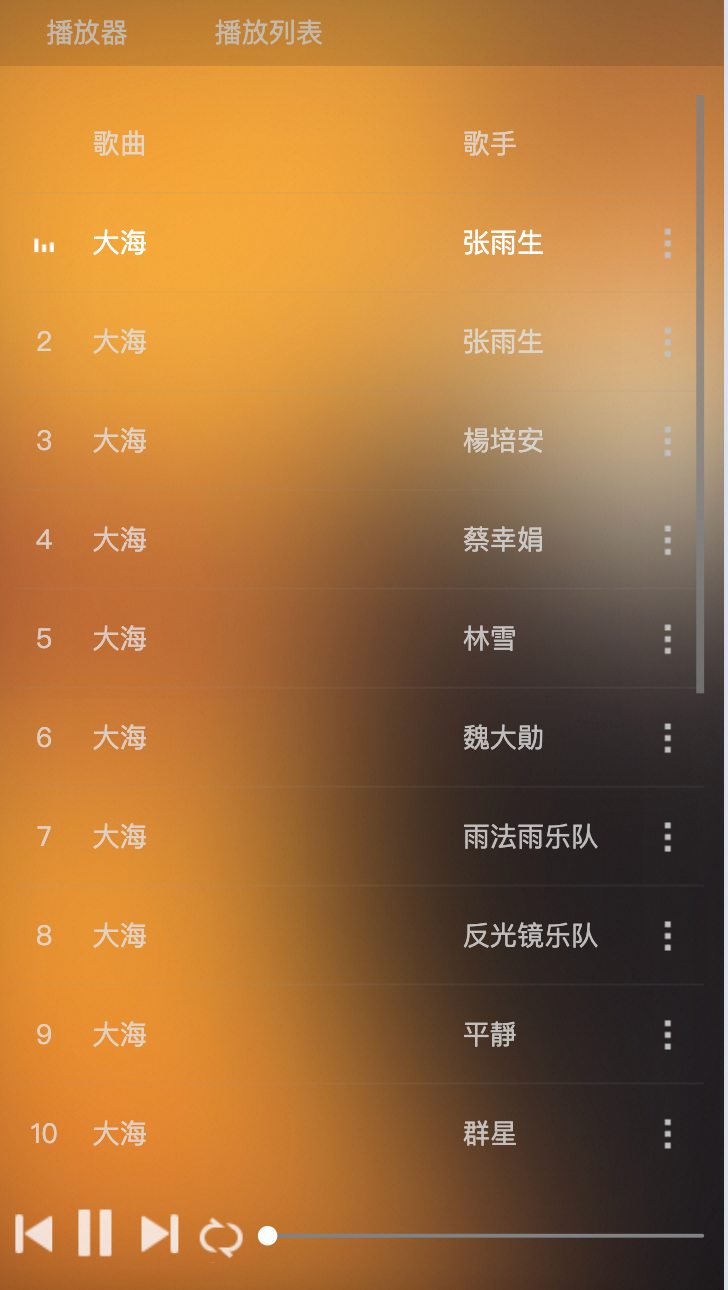 播放器 播放列表
歌曲 歌手
大海 张雨生
2 大海 张雨生
3 大海 楊培安
4 大海 蔡幸娟
5 大海 林雪
6 大海 魏大勛
7 大海 雨法雨乐队
8 大海 反光镜乐队
9 大海 平靜
10 大海 群星